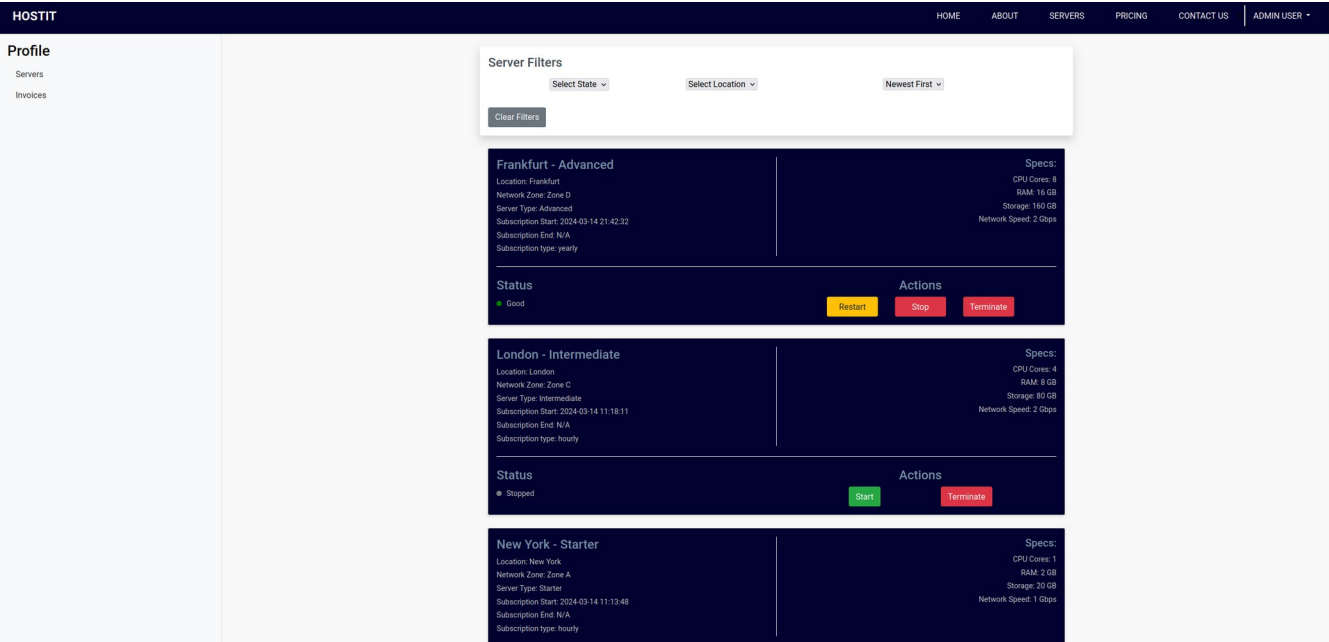 HOSTIT HOME ABOUT SERVERS PRICING CONTACT US ADMIN USER
Profile
Servers
Invoices
Server Filters
Select State Select Location Newest First
Clear Filters
Frankfurt - Advanced
Location: Frankfurt
Network Zone: Zone D
Server Type: Advanced
Subscription Start: 2024-03-14 21:42:32
Subscription End: N/A
Subscription type: yearly
Specs:
CPU Cores: 8
RAM: 16 GB
Storage: 160 GB
Network Speed: 2 Gbps
Status
Good
Actions
Restart Stop Terminate
London - Intermediate
Location: London
Network Zone: Zone C
Server Type: Intermediate
Subscription Start: 2024-03-14 11:18:11
Subscription End: N/A
Subscription type: hourly
Specs:
CPU Cores: 4
RAM: 8 GB
Storage: 80 GB
Network Speed: 2 Gbps
Status
Stopped
Actions
Start Terminate
New York - Starter
Location: New York
Network Zone: Zone A
Server Type: Starter
Subscription Start: 2024-03-14 11:13:48
Subscription End: N/A
Subscription type: hourly
Specs:
CPU Cores: 1
RAM: 2 GB
Storage: 20 GB
Network Speed: 1 Gbps